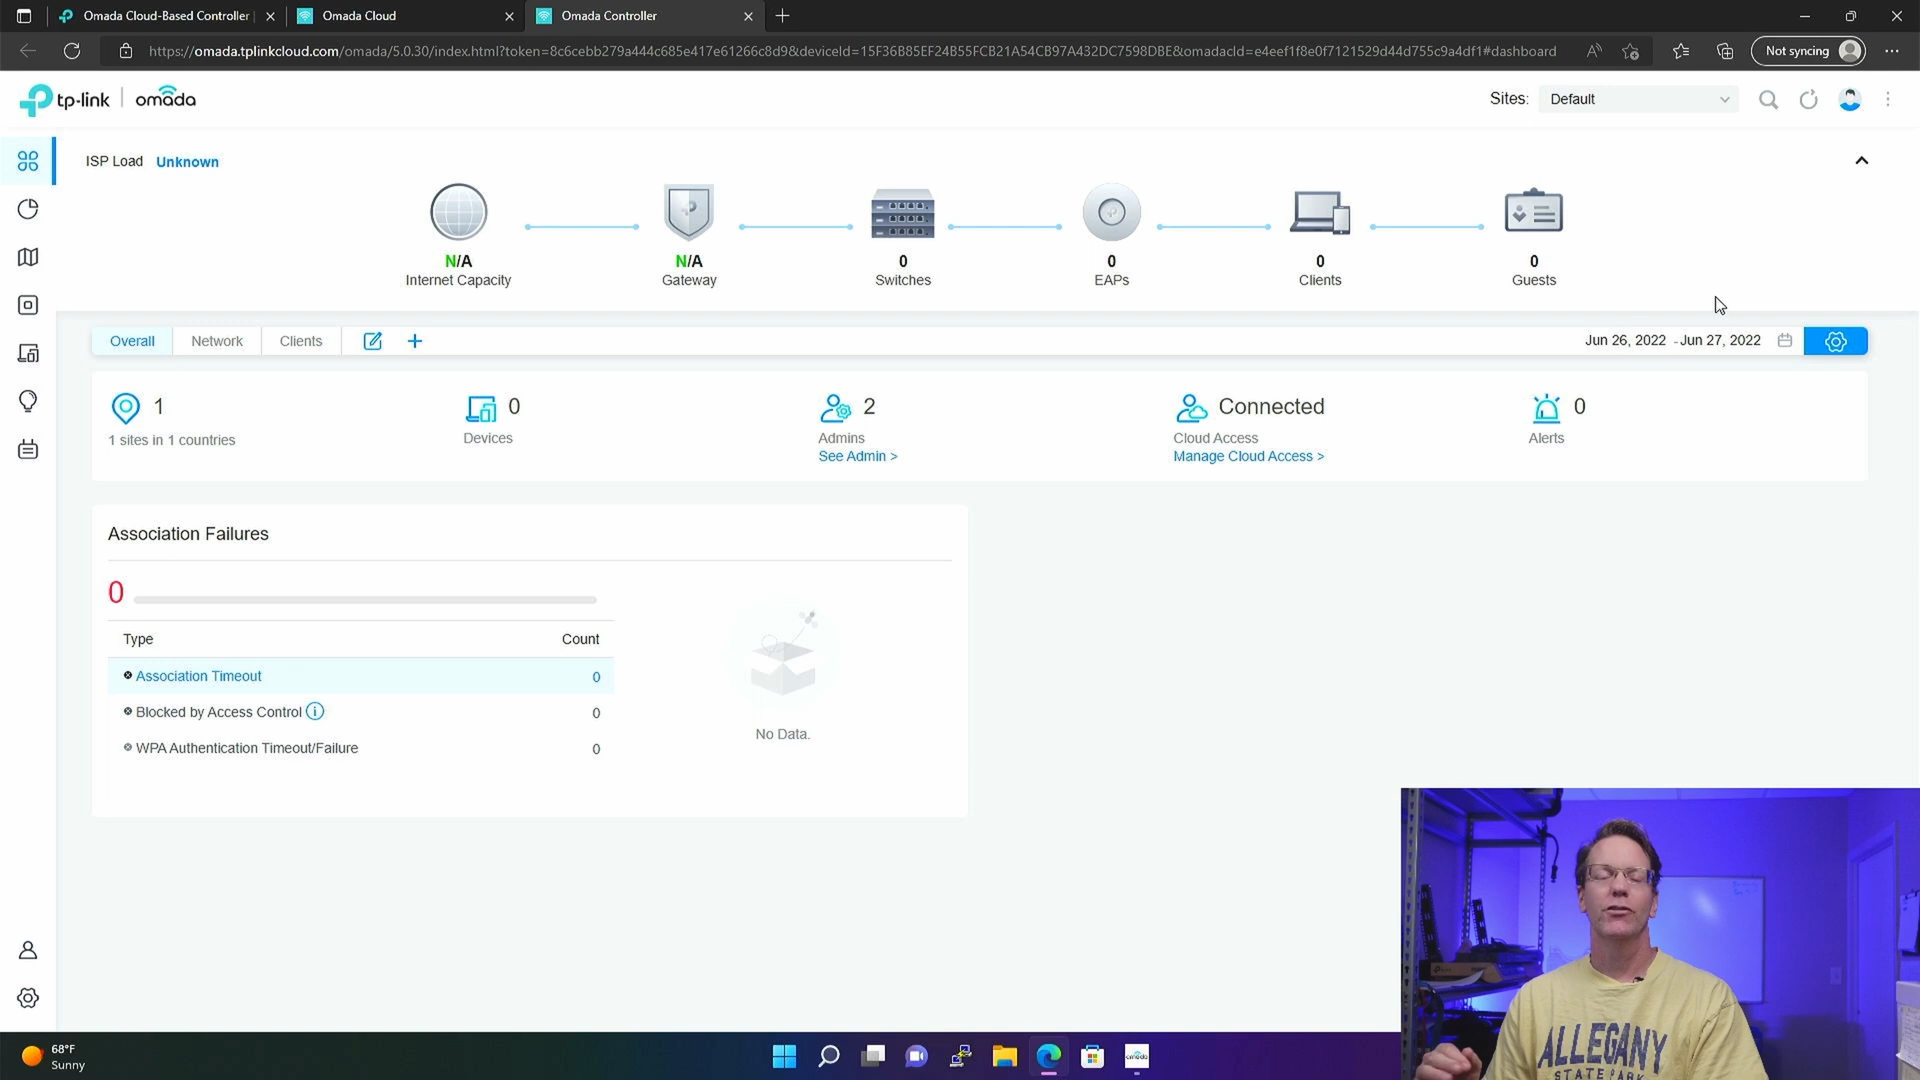 Omada Cloud-Based Controller |
Omada Cloud
Omada Controller
https://omada.tplinkcloud.com/omada/5.0.30/index.html?token=8c6cebb279a444c685e417e61266c8d9&deviceId=15F36B85EF24B55FCB21A54CB97A432DC7598DBE&omadacId=e4eef1f8e0f7121529d44d755c9a4df1#dashboard
Not syncing
tp-link | omada
Sites: Default
ISP Load Unknown
N/A
Internet Capacity
N/A
Gateway
0
Switches
0
EAPs
0
Clients
0
Guests
Overall Network Clients
Jun 26, 2022 - Jun 27, 2022
1
1 sites in 1 countries
0
Devices
2
Admins
See Admin >
Connected
Cloud Access
Manage Cloud Access >
0
Alerts
Association Failures
0
Type Count
Association Timeout 0
Blocked by Access Control 0
WPA Authentication Timeout/Failure 0
No Data.
68°F
Sunny
omada
ALLEGANY
STATE PARK